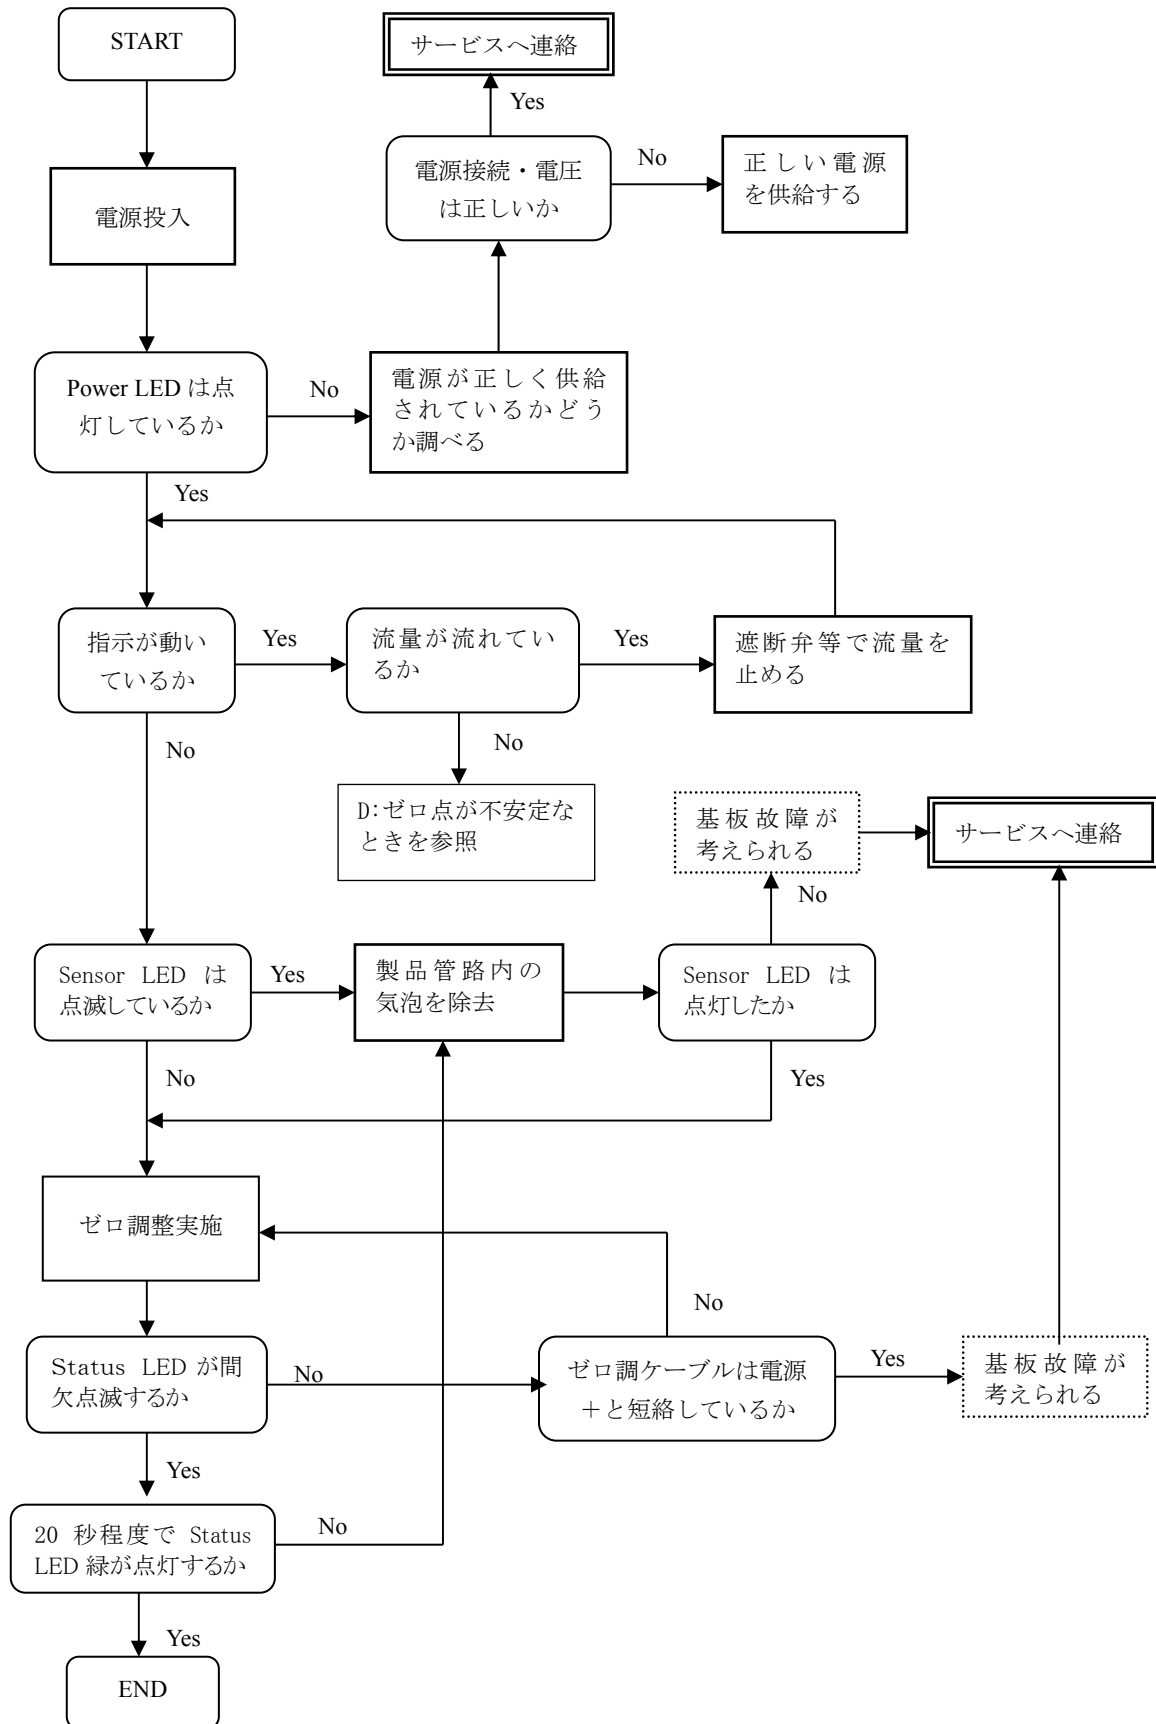 START
サービスへ連絡
Yes
電源接続・電圧
は正しいか
No
正しい電源
を供給する
電源投入
Power LED は点
灯しているか
No
電源が正しく供給
されているかどう
か調べる
Yes
指示が動い
ているか
Yes
流量が流れてい
るか
Yes
遮断弁等で流量を
止める
No
No
D:ゼロ点が不安定な
ときを参照
基板故障が
考えられる
サービスへ連絡
No
Sensor LED は
点滅しているか
Yes
製品管路内の
気泡を除去
Sensor LED は
点灯したか
No
Yes
ゼロ調整実施
No
Status LED が間
欠点滅するか
No
ゼロ調ケーブルは電源
＋と短絡しているか
Yes
基板故障が
考えられる
Yes
20 秒程度で Status
LED 緑が点灯するか
No
Yes
END